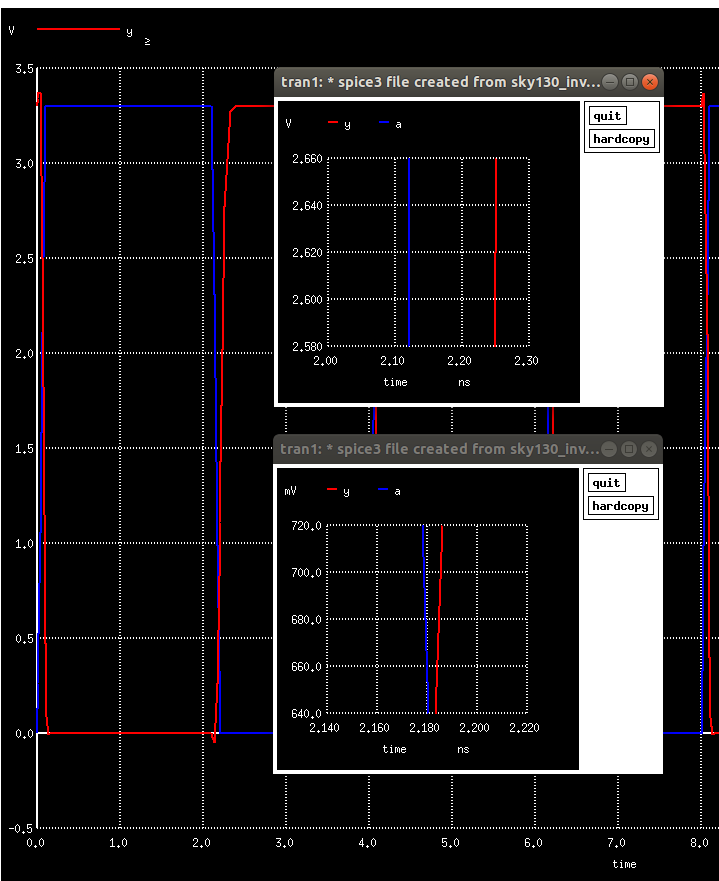 V y
≥
3.5
3.0
2.5
2.0
1.5
1.0
0.5
0.0
-0.5
0.0 1.0 2.0 3.0 4.0 5.0 6.0 7.0 8.0
time
tran1: * spice3 file created from sky130_inv...
quit
hardcopy
V y a
2.660
2.640
2.620
2.600
2.580
2.00 2.10 2.20 2.30
time ns
tran1: * spice3 file created from sky130_inv...
quit
hardcopy
mV y a
720.0
700.0
680.0
660.0
640.0
2.140 2.160 2.180 2.200 2.220
time ns